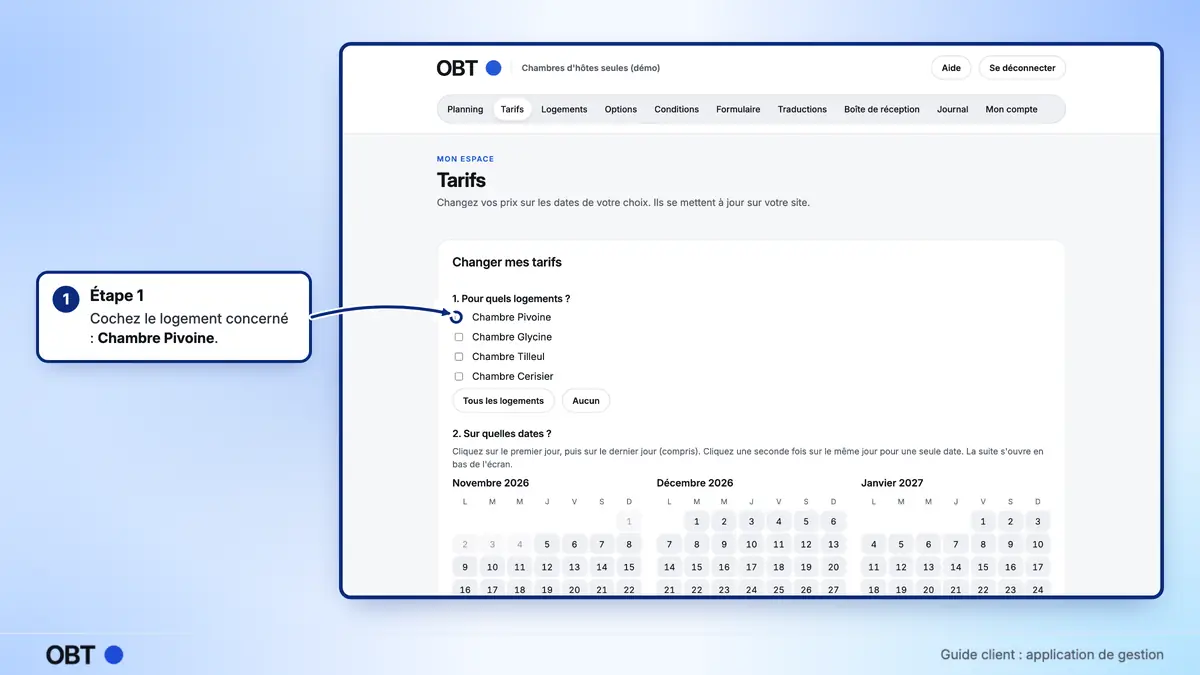 OBT
Chambres d'hôtes seules (démo)
Aide
Se déconnecter
Planning
Tarifs
Logements
Options
Conditions
Formulaire
Traductions
Boîte de réception
Journal
Mon compte
MON ESPACE
Tarifs
Changez vos prix sur les dates de votre choix. Ils se mettent à jour sur votre site.
1
Étape 1
Cochez le logement concerné
: Chambre Pivoine.
Changer mes tarifs
1. Pour quels logements ?
Chambre Pivoine
Chambre Glycine
Chambre Tilleul
Chambre Cerisier
Tous les logements
Aucun
2. Sur quelles dates ?
Cliquez sur le premier jour, puis sur le dernier jour (compris). Cliquez une seconde fois sur le même jour pour une seule date. La suite s'ouvre en
bas de l'écran.
Novembre 2026
L M M J V S D
1
2 3 4 5 6 7 8
9 10 11 12 13 14 15
16 17 18 19 20 21 22
Décembre 2026
L M M J V S D
1 2 3 4 5 6
7 8 9 10 11 12 13
14 15 16 17 18 19 20
21 22 23 24 25 26 27
Janvier 2027
L M M J V S D
1 2 3
4 5 6 7 8 9 10
11 12 13 14 15 16 17
18 19 20 21 22 23 24
OBT
Guide client : application de gestion